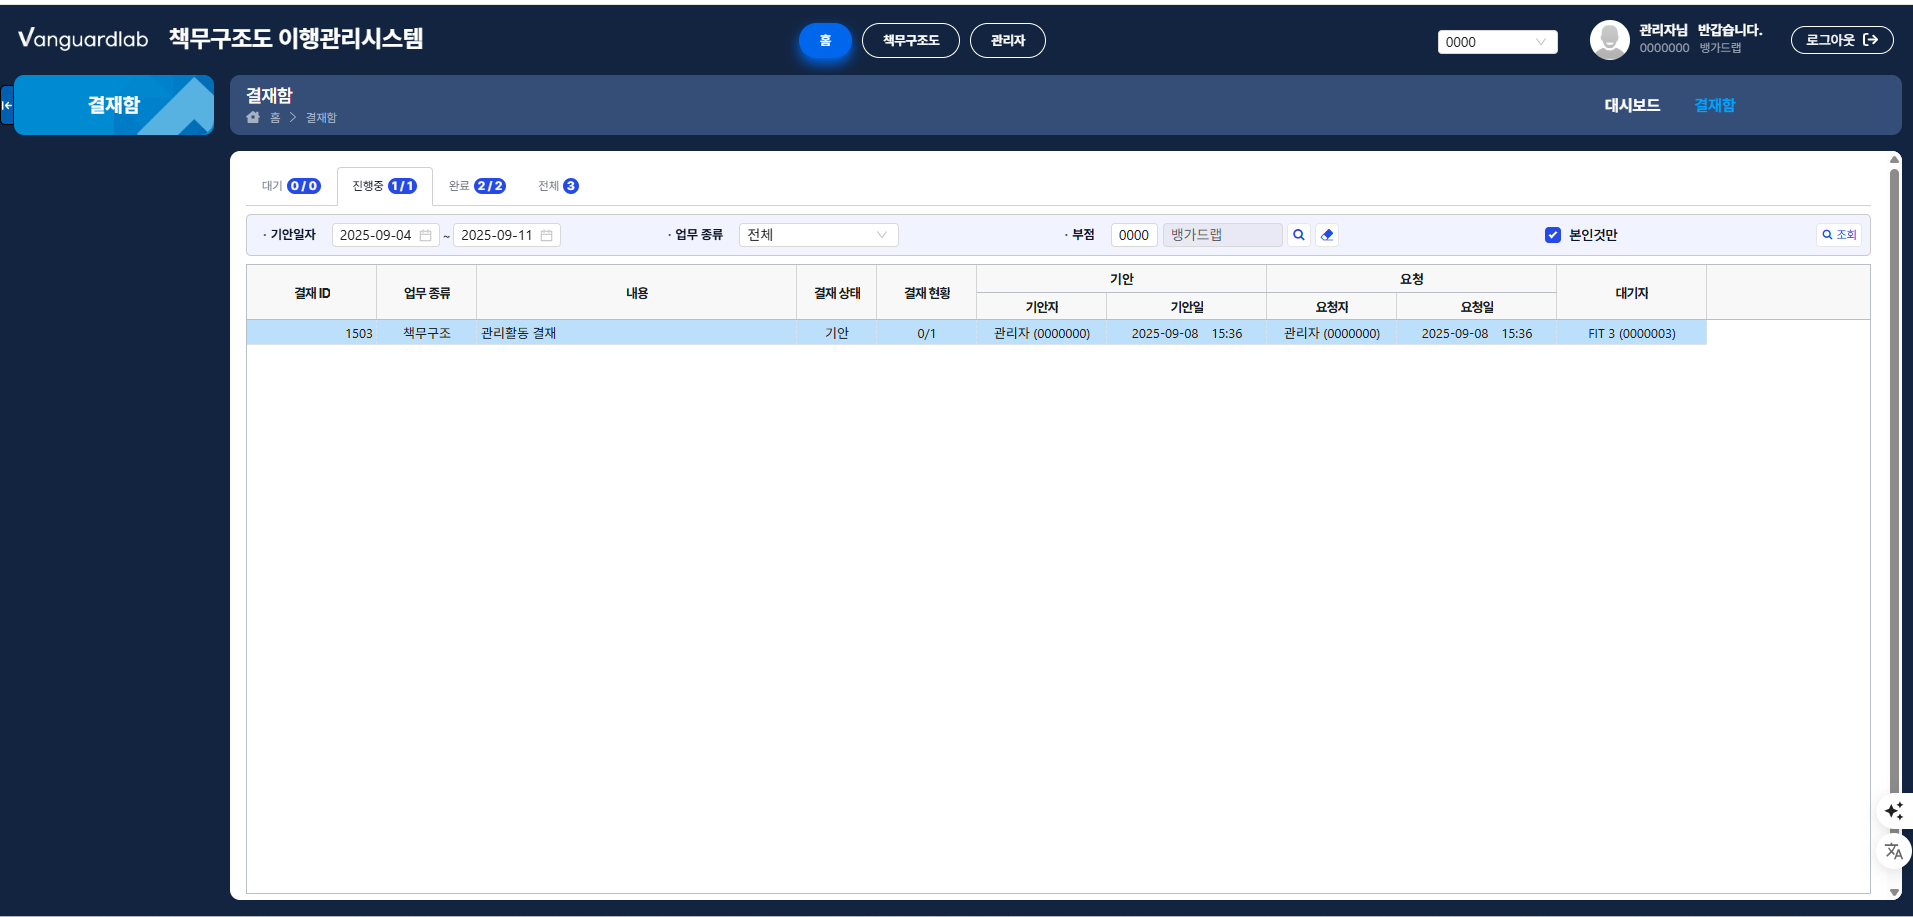 Vanguardlab 책무구조도 이행관리시스템
홈 책무구조도 관리자
0000
관리자님 반갑습니다.
0000000 뱅가드랩
로그아웃
결재함
결재함
홈 > 결재함
대시보드 결재함
대기 0/0 진행중 1/1 완료 2/2 전체 3
· 기안일자 2025-09-04 ~ 2025-09-11 · 업무 종류 전체 · 부점 0000 뱅가드랩 본인것만 조회
결재 ID 업무 종류 내용 결재 상태 결재 현황 기안 요청 대기자
기안자 기안일 요청자 요청일
1503 책무구조 관리활동 결재 기안 0/1 관리자 (0000000) 2025-09-08 15:36 관리자 (0000000) 2025-09-08 15:36 FIT 3 (0000003)